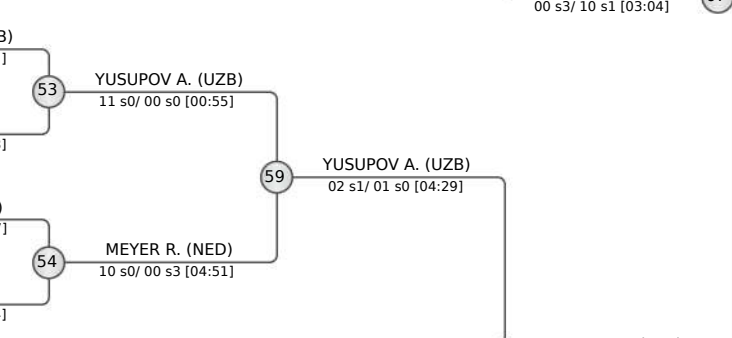 00 s3/ 10 s1 [03:04]
B)
]
53
YUSUPOV A. (UZB)
11 s0/ 00 s0 [00:55]
]
59
YUSUPOV A. (UZB)
02 s1/ 01 s0 [04:29]
)
]
54
MEYER R. (NED)
10 s0/ 00 s3 [04:51]
]